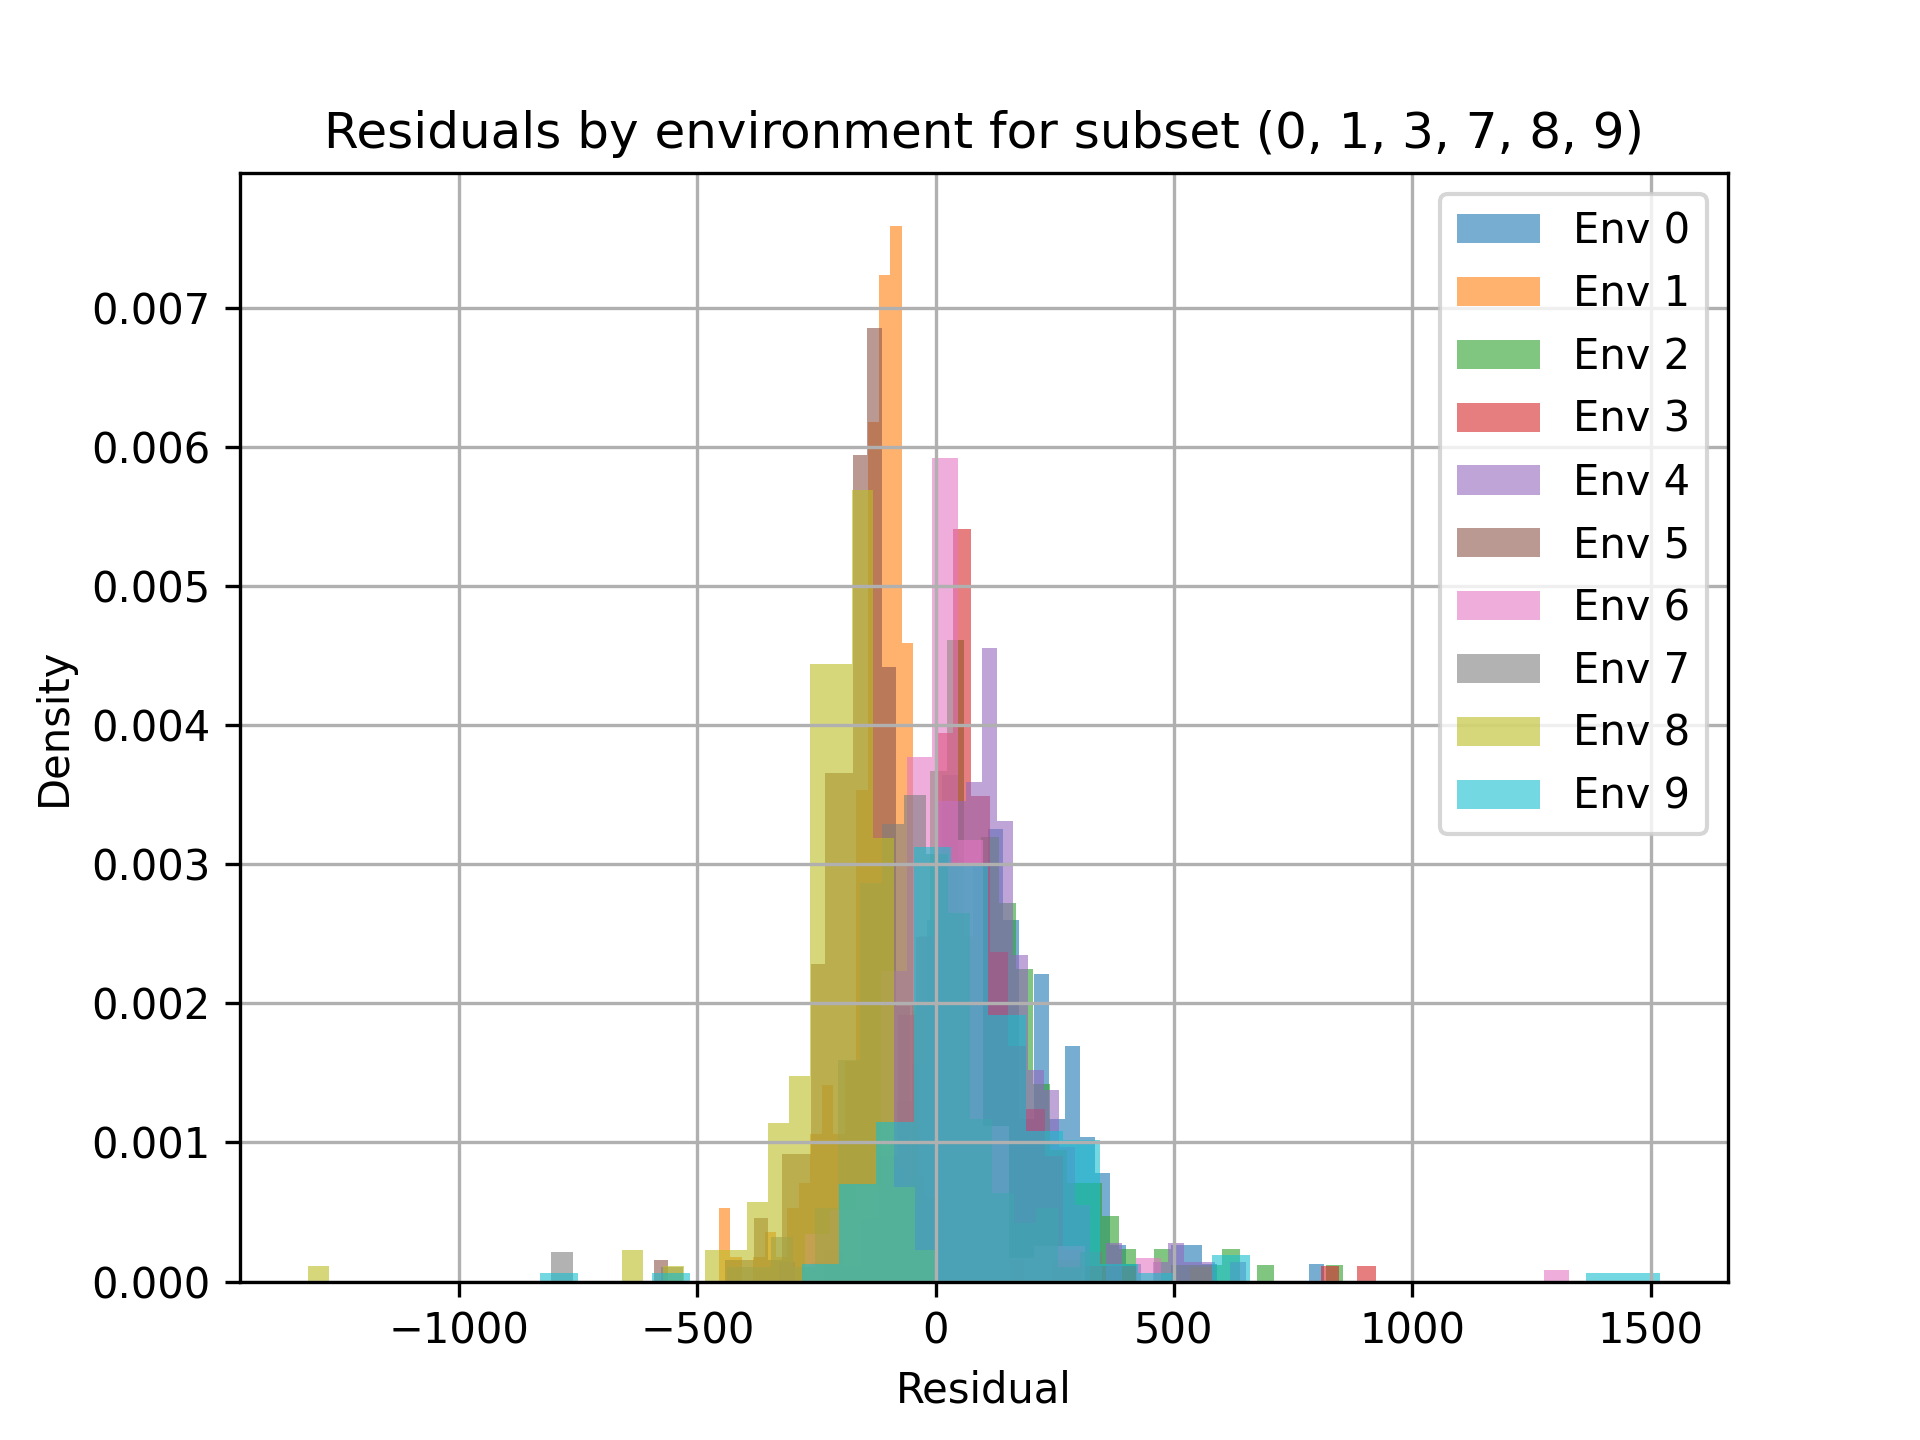 Residuals by environment for subset (0, 1, 3, 7, 8, 9)
Env 0
Env 1
Env 2
Env 3
Env 4
Env 5
Env 6
Env 7
Env 8
Env 9
Density
0.007
0.006
0.005
0.004
0.003
0.002
0.001
0.000
−1000 −500 0 500 1000 1500
Residual